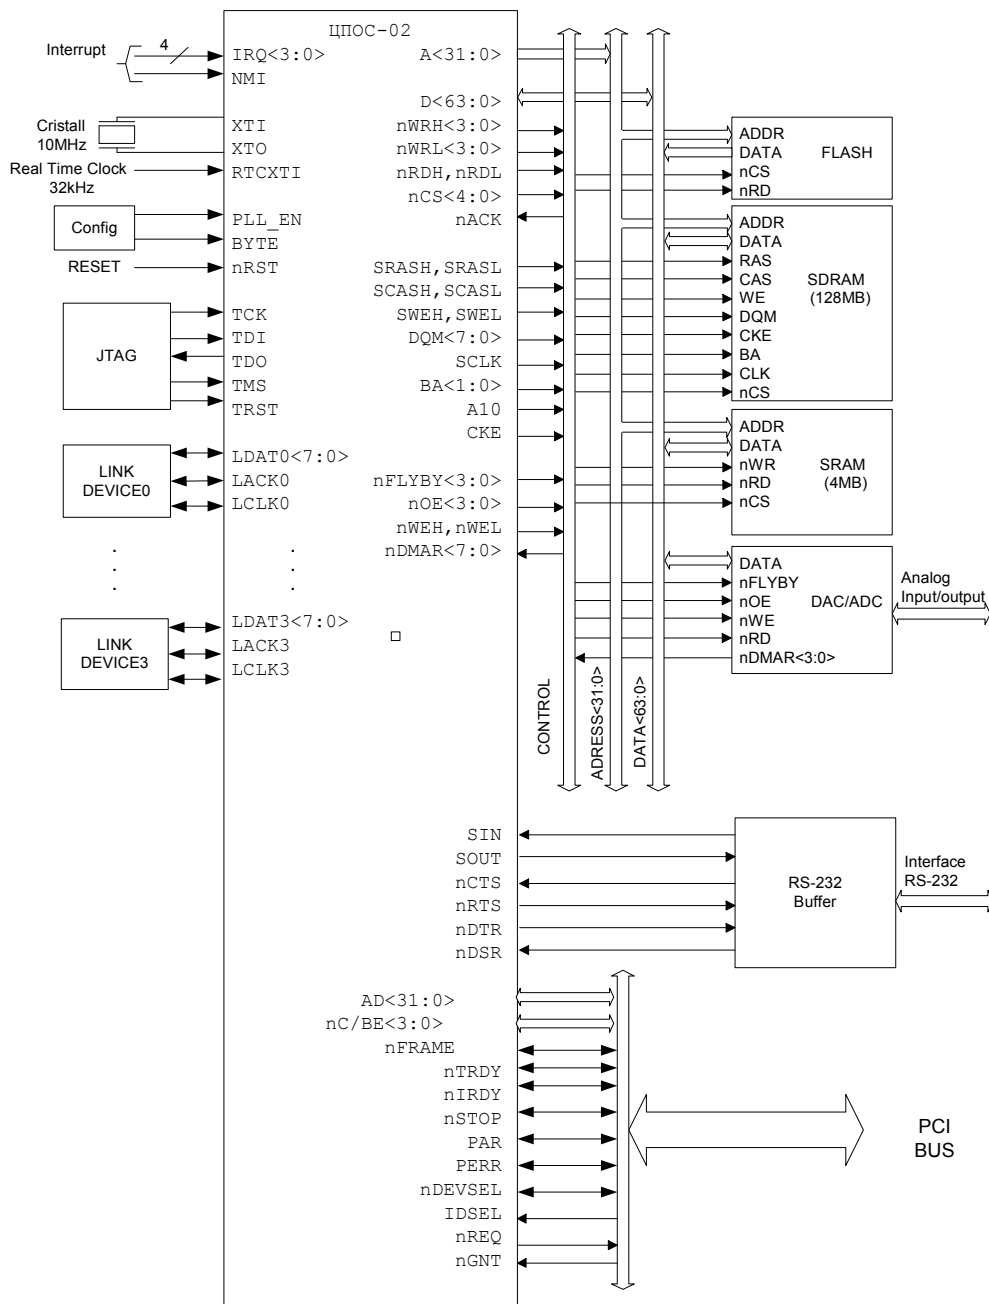 ЦПОС-02
Interrupt
4
IRQ<3:0>
NMI
Cristall
10MHz
XTI
XTO
Real Time Clock
32kHz
RTCXTI
Config
PLL_EN
BYTE
RESET
nRST
JTAG
TCK
TDI
TDO
TMS
TRST
LINK
DEVICE0
LDAT0<7:0>
LACK0
LCLK0
.
.
.
.
.
.
LINK
DEVICE3
LDAT3<7:0>
LACK3
LCLK3
A<31:0>
D<63:0>
nWRH<3:0>
nWRL<3:0>
nRDH,nRDL
nCS<4:0>
nACK
SRASH,SRASL
SCASH,SCASL
SWEH,SWEL
DQM<7:0>
SCLK
BA<1:0>
A10
CKE
nFLYBY<3:0>
nOE<3:0>
nWEH,nWEL
nDMAR<7:0>
CONTROL
ADRESS<31:0>
DATA<63:0>
ADDR
DATA
nCS
nRD
FLASH
ADDR
DATA
RAS
CAS
WE
DQM
CKE
BA
CLK
nCS
SDRAM
(128MB)
ADDR
DATA
nWR
nRD
nCS
SRAM
(4MB)
DATA
nFLYBY
nOE
nWE
nRD
nDMAR<3:0>
DAC/ADC
Analog
Input/output
SIN
SOUT
nCTS
nRTS
nDTR
nDSR
RS-232
Buffer
Interface
RS-232
AD<31:0>
nC/BE<3:0>
nFRAME
nTRDY
nIRDY
nSTOP
PAR
PERR
nDEVSEL
IDSEL
nREQ
nGNT
PCI
BUS